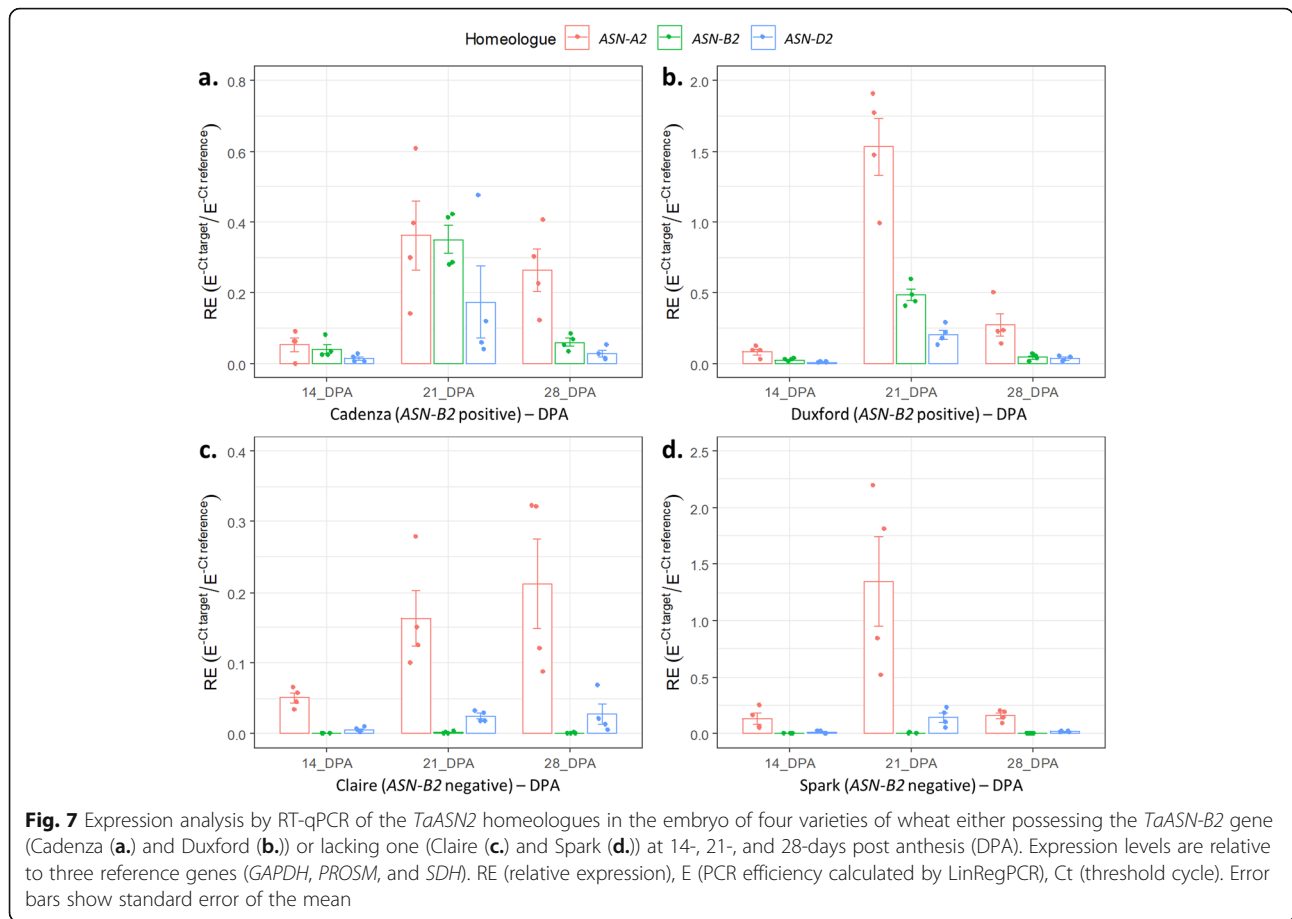 Homeologue ASN-A2 ASN-B2 ASN-D2
a.
0.8
0.6
0.4
0.2
0.0
RE (E^-Ct target/E^-Ct reference)
14_DPA 21_DPA 28_DPA
Cadenza (ASN-B2 positive) – DPA
b.
2.0
1.5
1.0
0.5
0.0
RE (E^-Ct target/E^-Ct reference)
14_DPA 21_DPA 28_DPA
Duxford (ASN-B2 positive) – DPA
c.
0.4
0.3
0.2
0.1
0.0
RE (E^-Ct target/E^-Ct reference)
14_DPA 21_DPA 28_DPA
Claire (ASN-B2 negative) – DPA
d.
2.5
2.0
1.5
1.0
0.5
0.0
RE (E^-Ct target/E^-Ct reference)
14_DPA 21_DPA 28_DPA
Spark (ASN-B2 negative) – DPA
Fig. 7 Expression analysis by RT-qPCR of the TaASN2 homeologues in the embryo of four varieties of wheat either possessing the TaASN-B2 gene
(Cadenza (a.) and Duxford (b.)) or lacking one (Claire (c.) and Spark (d.)) at 14-, 21-, and 28-days post anthesis (DPA). Expression levels are relative
to three reference genes (GAPDH, PROSM, and SDH). RE (relative expression), E (PCR efficiency calculated by LinRegPCR), Ct (threshold cycle). Error
bars show standard error of the mean